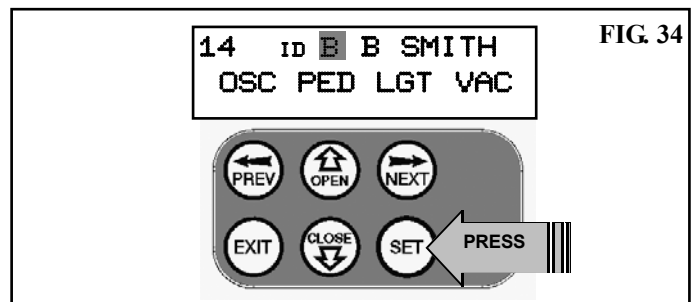 FIG. 34
14 ID B B SMITH
OSC PED LGT VAC
PREV OPEN NEXT
EXIT CLOSE SET PRESS